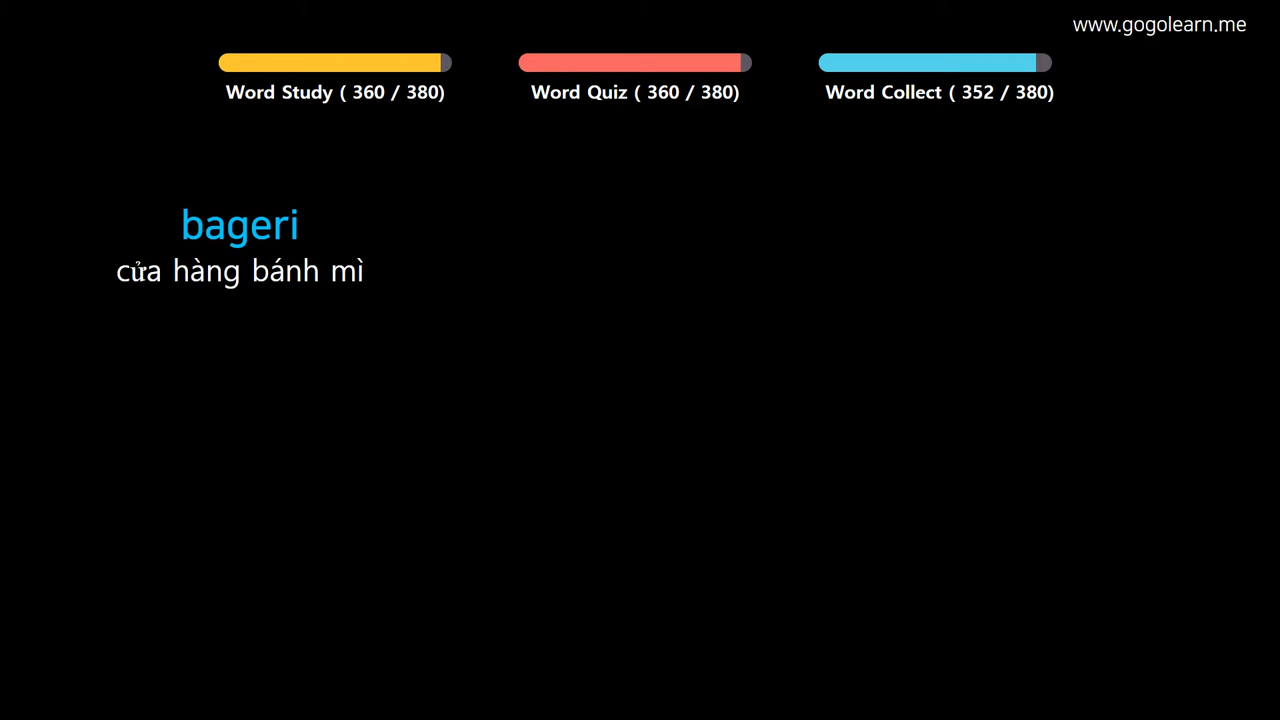 www.gogolearn.me
Word Study ( 360 / 380)
Word Quiz ( 360 / 380)
Word Collect ( 352 / 380)
bageri
cửa hàng bánh mì